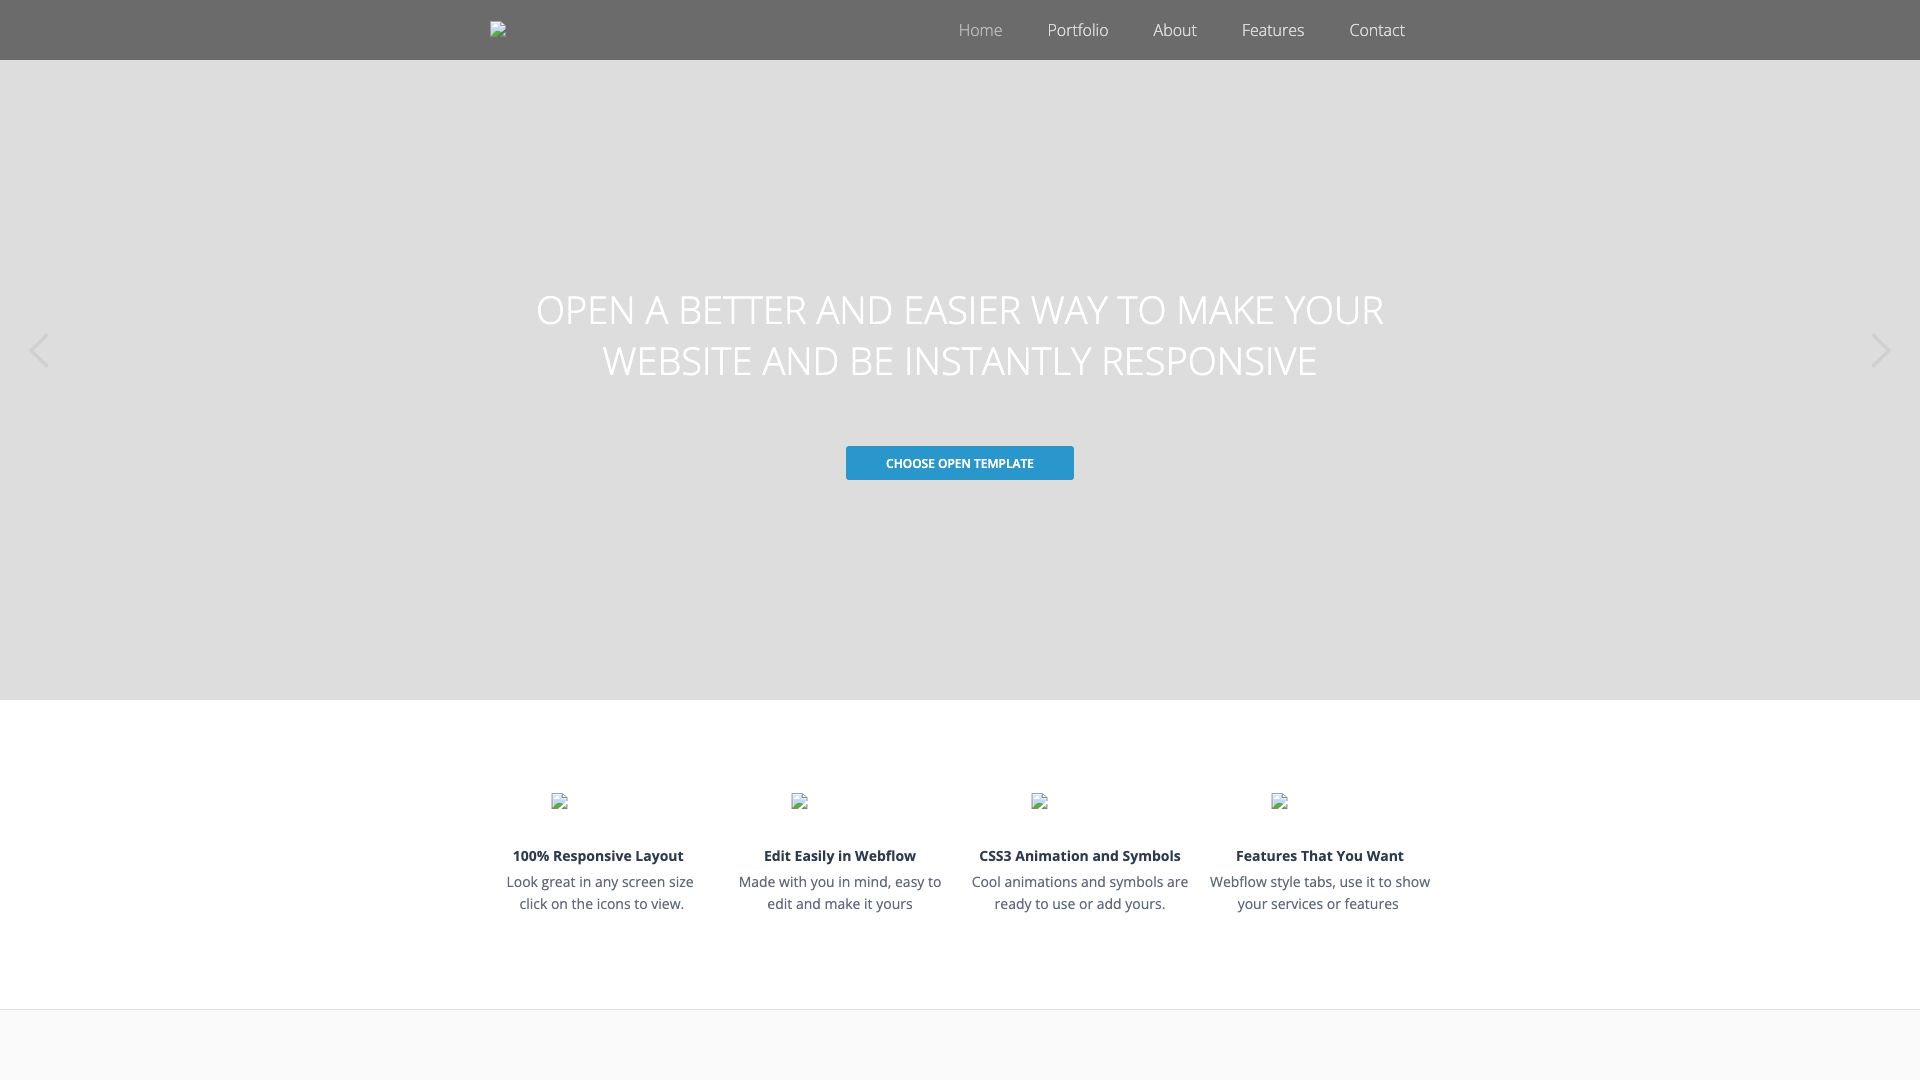 Home
Portfolio
About
Features
Contact
OPEN A BETTER AND EASIER WAY TO MAKE YOUR
WEBSITE AND BE INSTANTLY RESPONSIVE
CHOOSE OPEN TEMPLATE
100% Responsive Layout
Look great in any screen size
click on the icons to view.
Edit Easily in Webflow
Made with you in mind, easy to
edit and make it yours
CSS3 Animation and Symbols
Cool animations and symbols are
ready to use or add yours.
Features That You Want
Webflow style tabs, use it to show
your services or features